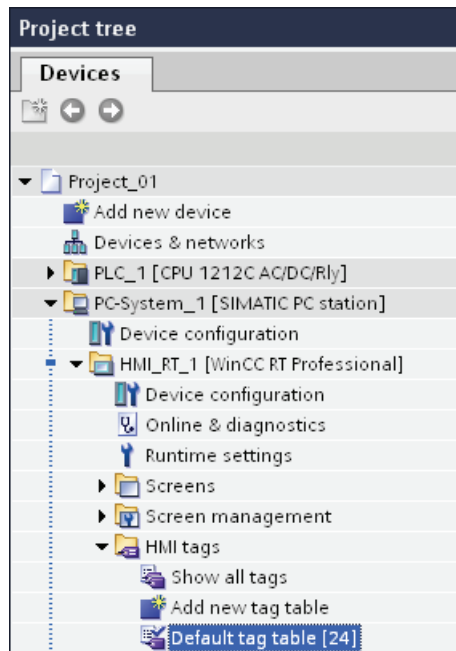 Project tree
Devices
Project_01
Add new device
Devices & networks
PLC_1 [CPU 1212C AC/DC/Rly]
PC-System_1 [SIMATIC PC station]
Device configuration
HMI_RT_1 [WinCC RT Professional]
Device configuration
Online & diagnostics
Runtime settings
Screens
Screen management
HMI tags
Show all tags
Add new tag table
Default tag table [24]